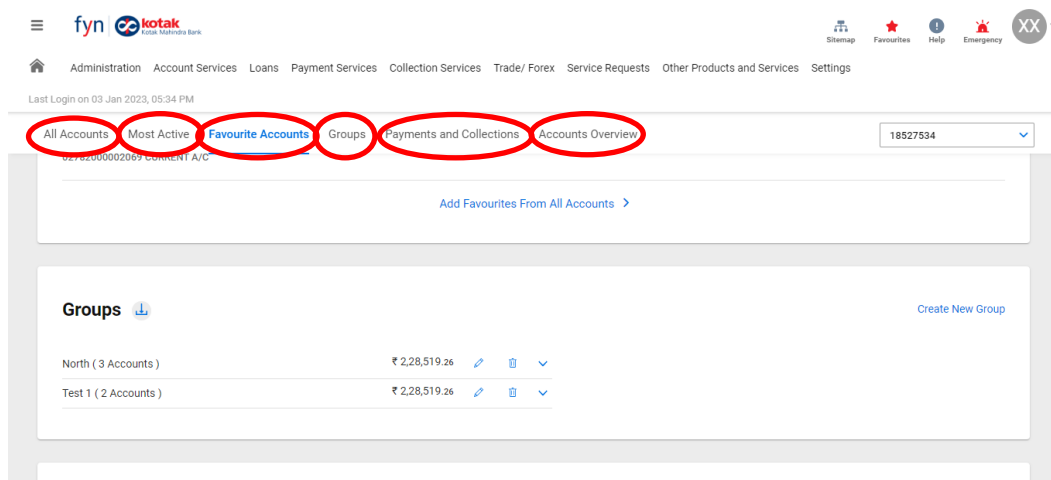 fyn kotak
Kotak Mahindra Bank
Sitemap Favourites Help Emergency XX
Administration Account Services Loans Payment Services Collection Services Trade/ Forex Service Requests Other Products and Services Settings
Last Login on 03 Jan 2023, 05:34 PM
All Accounts Most Active Favourite Accounts Groups Payments and Collections Accounts Overview 18527534
02782000002069 CURRENT A/C
Add Favourites From All Accounts
Groups Create New Group
North ( 3 Accounts ) ₹ 2,28,519.26
Test 1 ( 2 Accounts ) ₹ 2,28,519.26